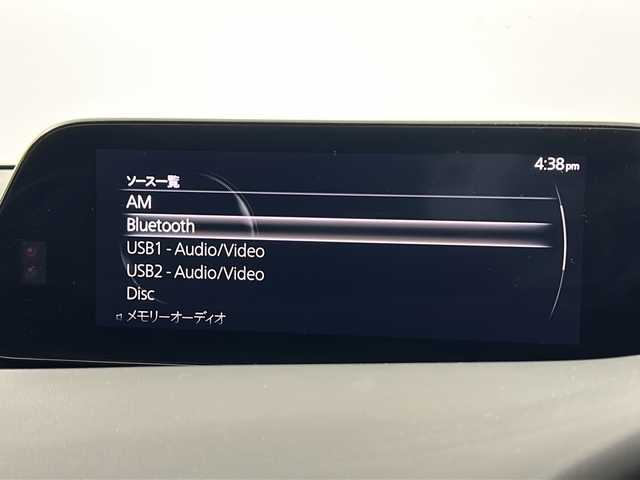 4:38pm
ソース一覧
AM
Bluetooth
USB1 - Audio/Video
USB2 - Audio/Video
Disc
メモリーオーディオ